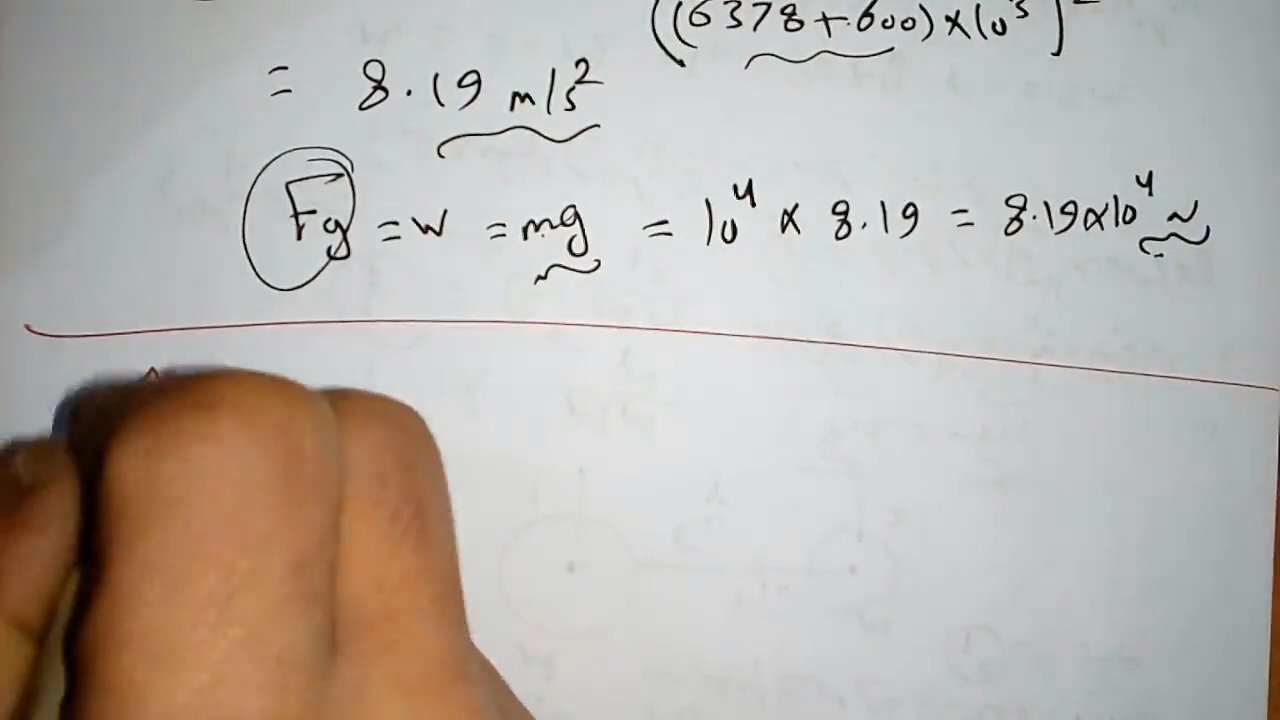 ((6378+600)×10³)²
= 8.19 m/s²
Fg = W = mg = 10⁴ × 8.19 = 8.19×10⁴ N